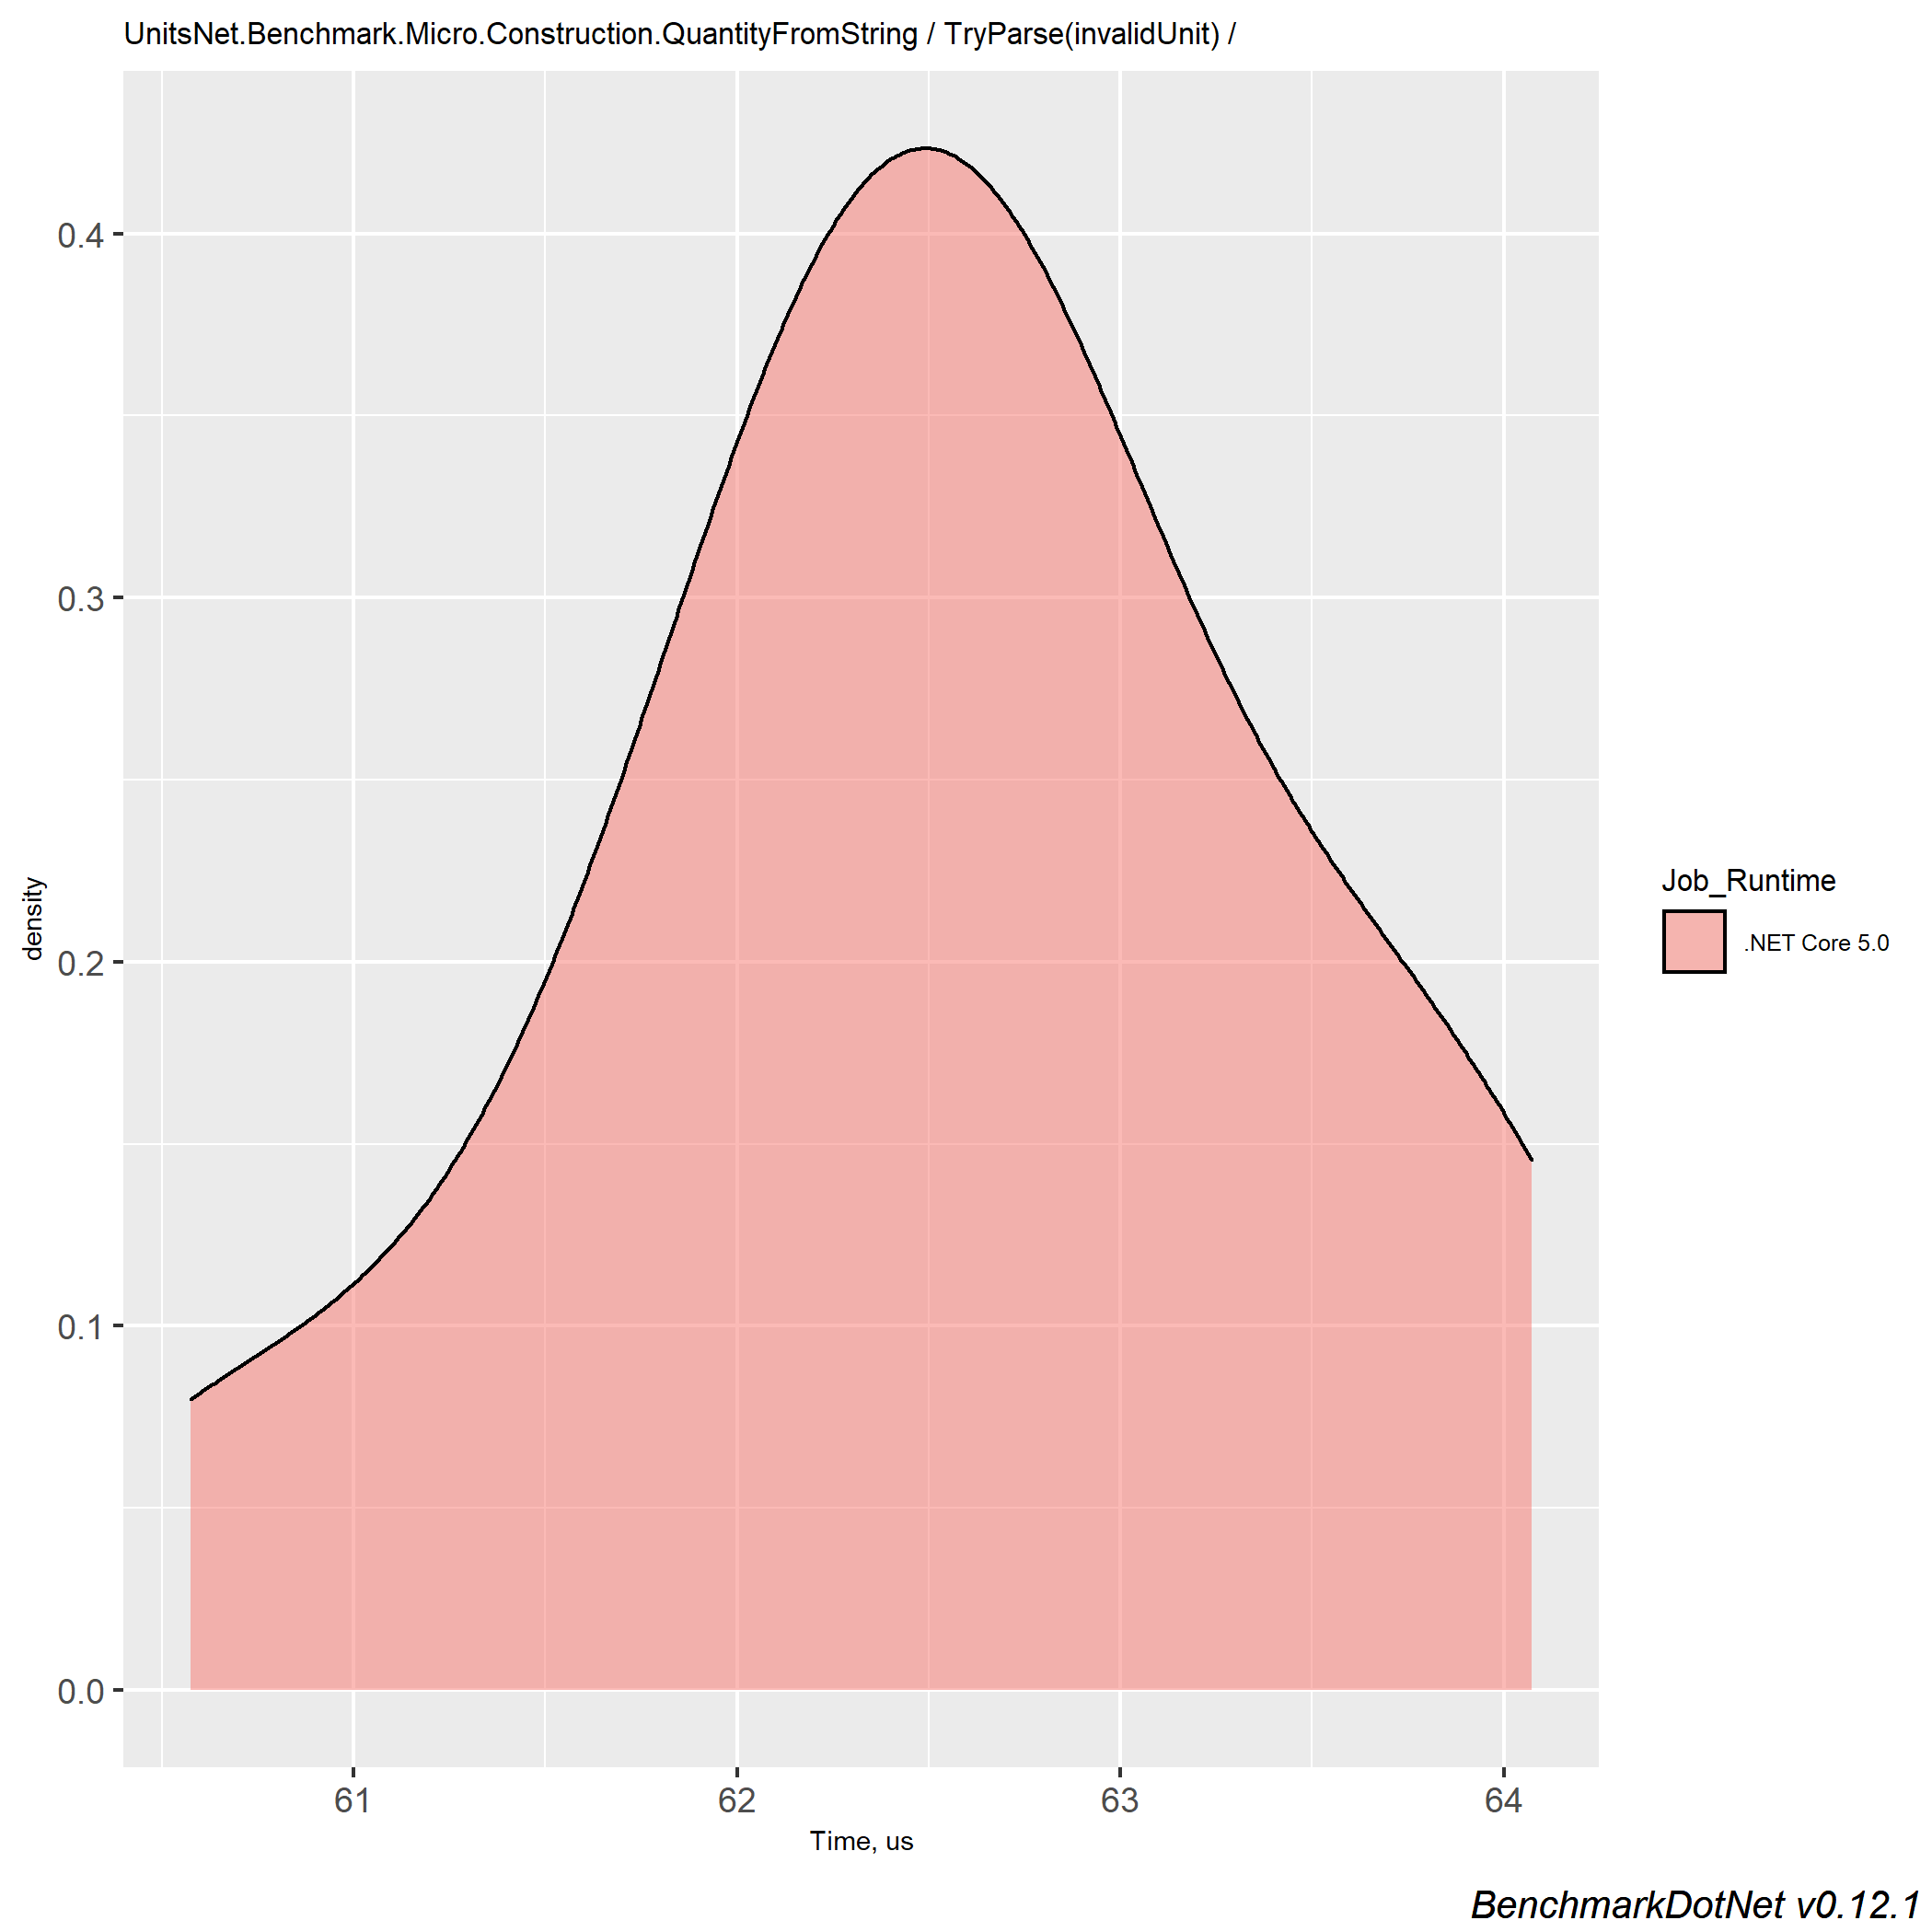 UnitsNet.Benchmark.Micro.Construction.QuantityFromString / TryParse(invalidUnit) /
0.4
0.3
0.2
0.1
0.0
density
61 62 63 64
Time, us
Job_Runtime
.NET Core 5.0
BenchmarkDotNet v0.12.1